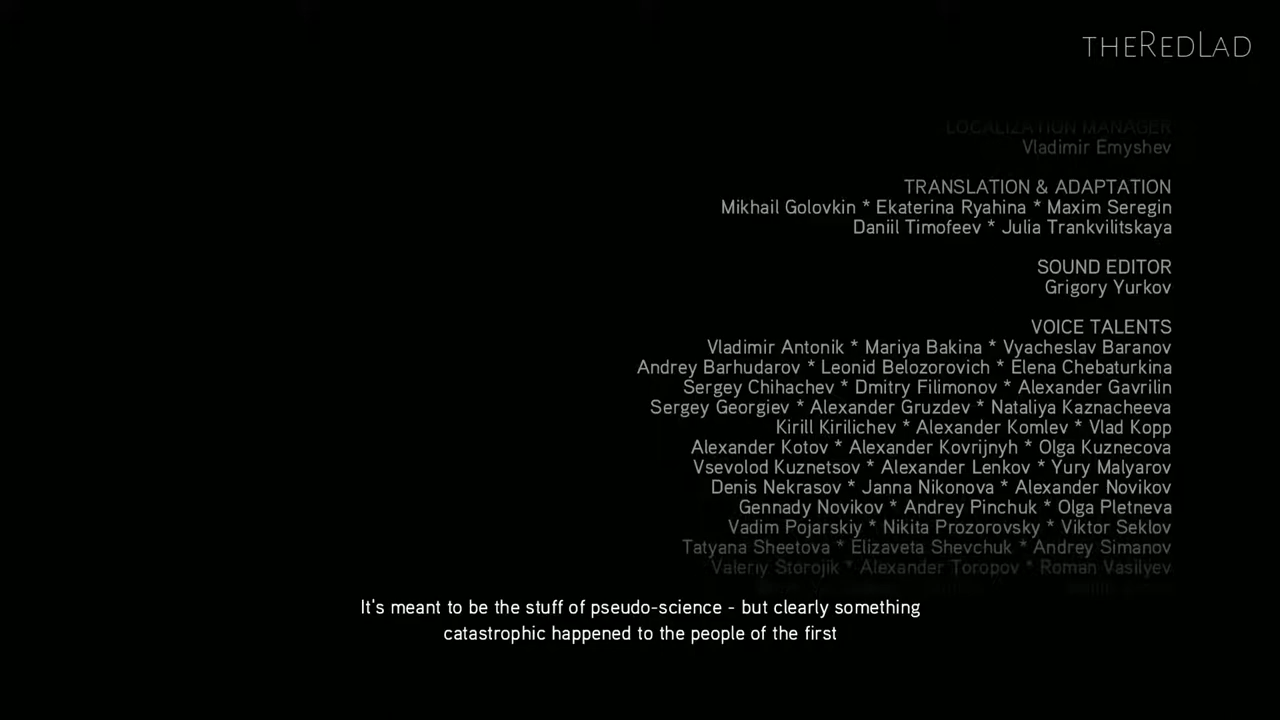 THEREDLAD
LOCALIZATION MANAGER
Vladimir Emyshev
TRANSLATION & ADAPTATION
Mikhail Golovkin * Ekaterina Ryahina * Maxim Seregin
Daniil Timofeev * Julia Trankvilitskaya
SOUND EDITOR
Grigory Yurkov
VOICE TALENTS
Vladimir Antonik * Mariya Bakina * Vyacheslav Baranov
Andrey Barhudarov * Leonid Belozorovich * Elena Chebaturkina
Sergey Chihachev * Dmitry Filimonov * Alexander Gavrilin
Sergey Georgiev * Alexander Gruzdev * Nataliya Kaznacheeva
Kirill Kirilichev * Alexander Komlev * Vlad Kopp
Alexander Kotov * Alexander Kovrijnyh * Olga Kuznecova
Vsevolod Kuznetsov * Alexander Lenkov * Yury Malyarov
Denis Nekrasov * Janna Nikonova * Alexander Novikov
Gennady Novikov * Andrey Pinchuk * Olga Pletneva
Vadim Pojarskiy * Nikita Prozorovsky * Viktor Seklov
Tatyana Sheetova * Elizaveta Shevchuk * Andrey Simanov
Valeriy Storojik * Alexander Toropov * Roman Vasilyev
It's meant to be the stuff of pseudo-science - but clearly something
catastrophic happened to the people of the first